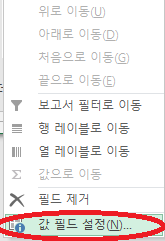 위로 이동(U)
아래로 이동(D)
처음으로 이동(G)
끝으로 이동(E)
보고서 필터로 이동
행 레이블로 이동
열 레이블로 이동
Σ 값으로 이동
필드 제거
값 필드 설정(N)...